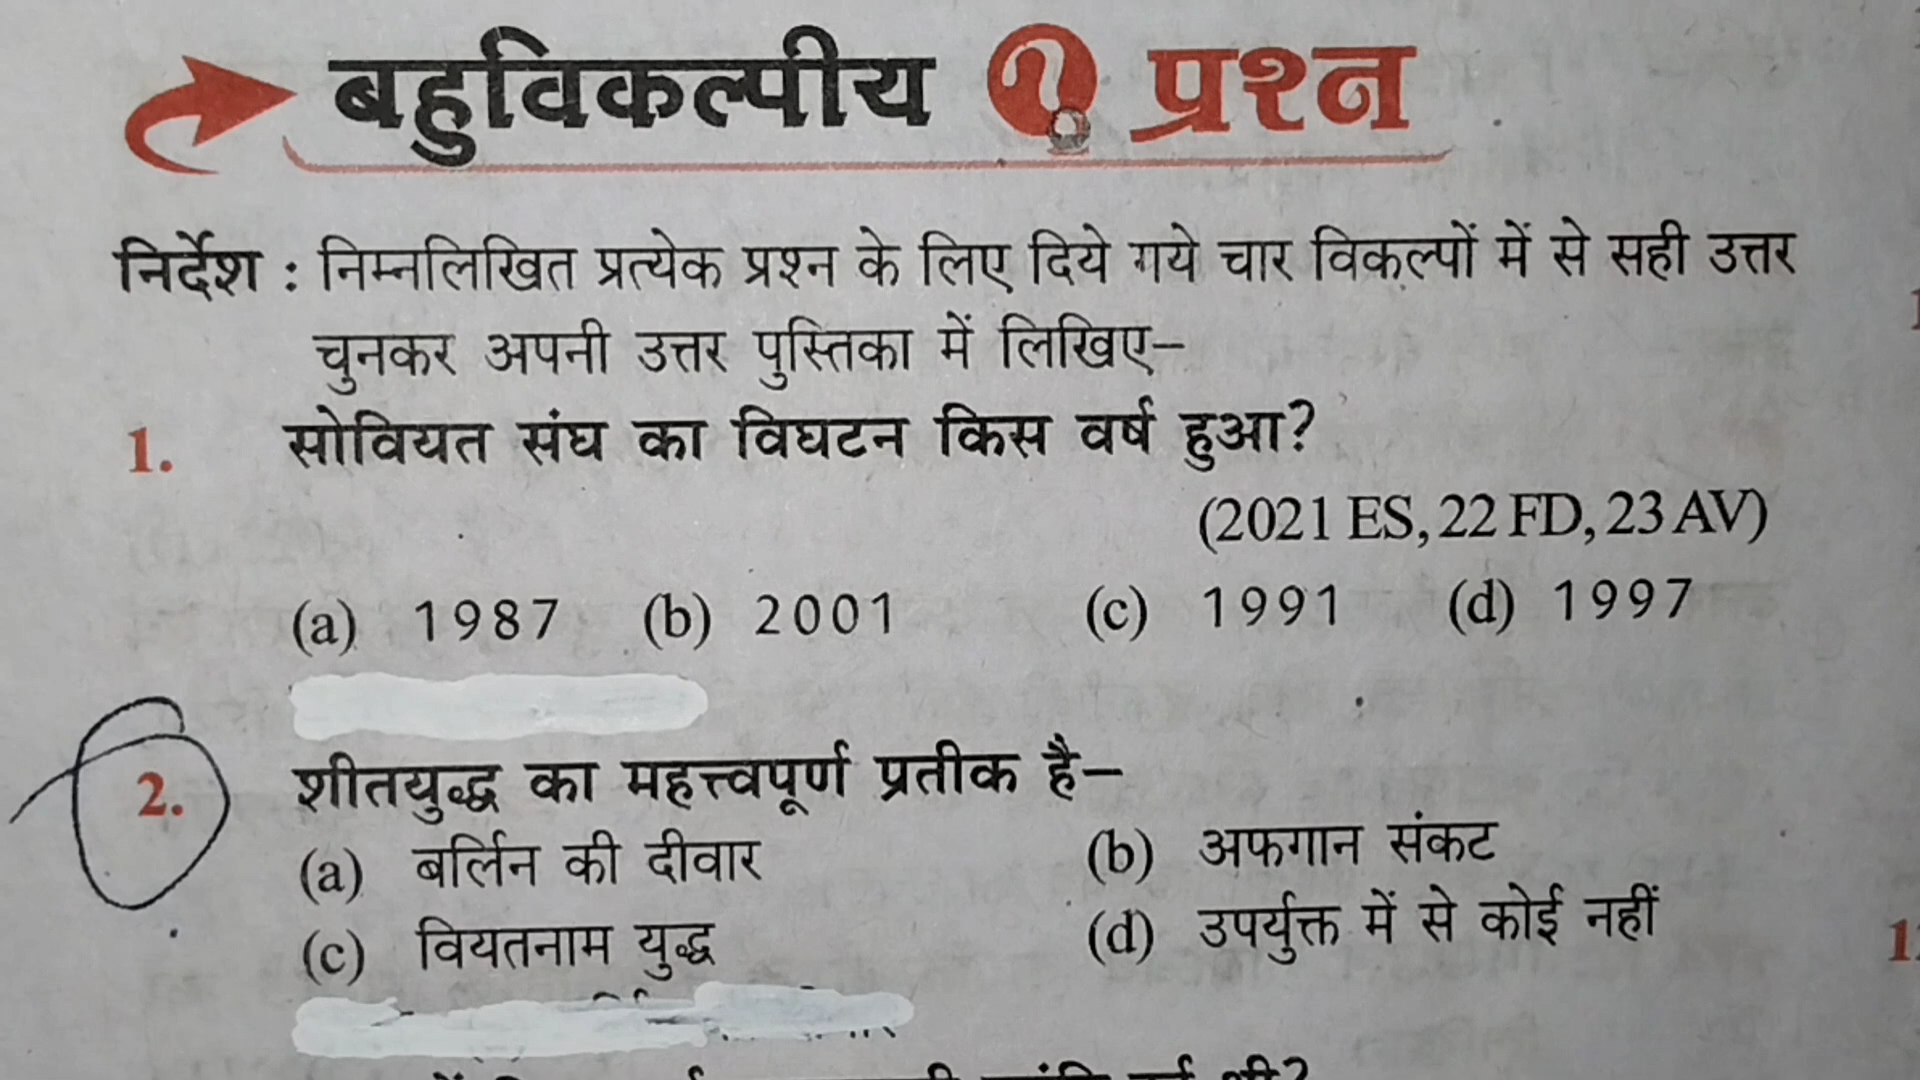 बहुविकल्पीय ? प्रश्न
निर्देश : निम्नलिखित प्रत्येक प्रश्न के लिए दिये गये चार विकल्पों में से सही उत्तर
चुनकर अपनी उत्तर पुस्तिका में लिखिए–
1. सोवियत संघ का विघटन किस वर्ष हुआ?
(2021 ES, 22 FD, 23 AV)
(a) 1987 (b) 2001 (c) 1991 (d) 1997
2. शीतयुद्ध का महत्त्वपूर्ण प्रतीक है–
(a) बर्लिन की दीवार (b) अफगान संकट
(c) वियतनाम युद्ध (d) उपर्युक्त में से कोई नहीं